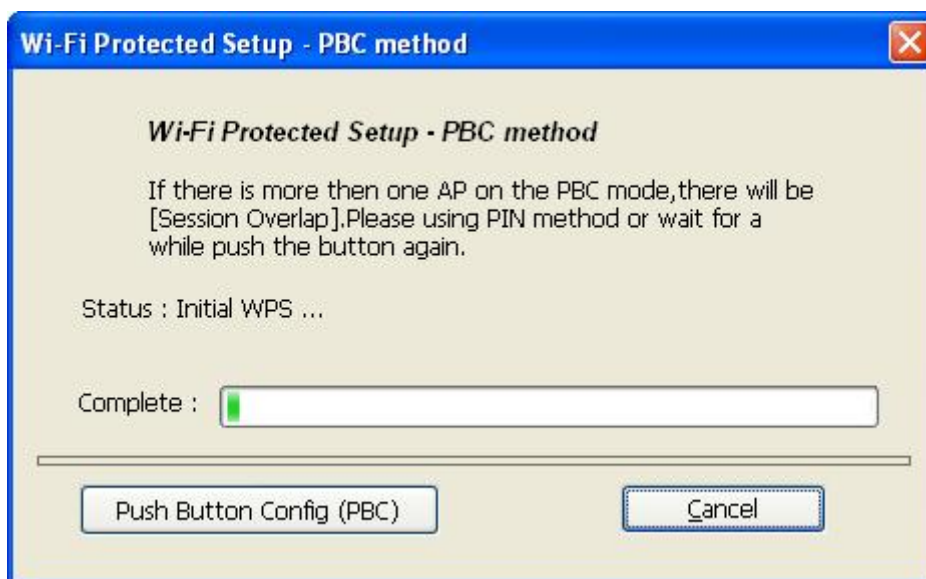 Wi-Fi Protected Setup - PBC method
Wi-Fi Protected Setup - PBC method
If there is more then one AP on the PBC mode,there will be
[Session Overlap].Please using PIN method or wait for a
while push the button again.
Status : Initial WPS ...
Complete :
Push Button Config (PBC)
Cancel